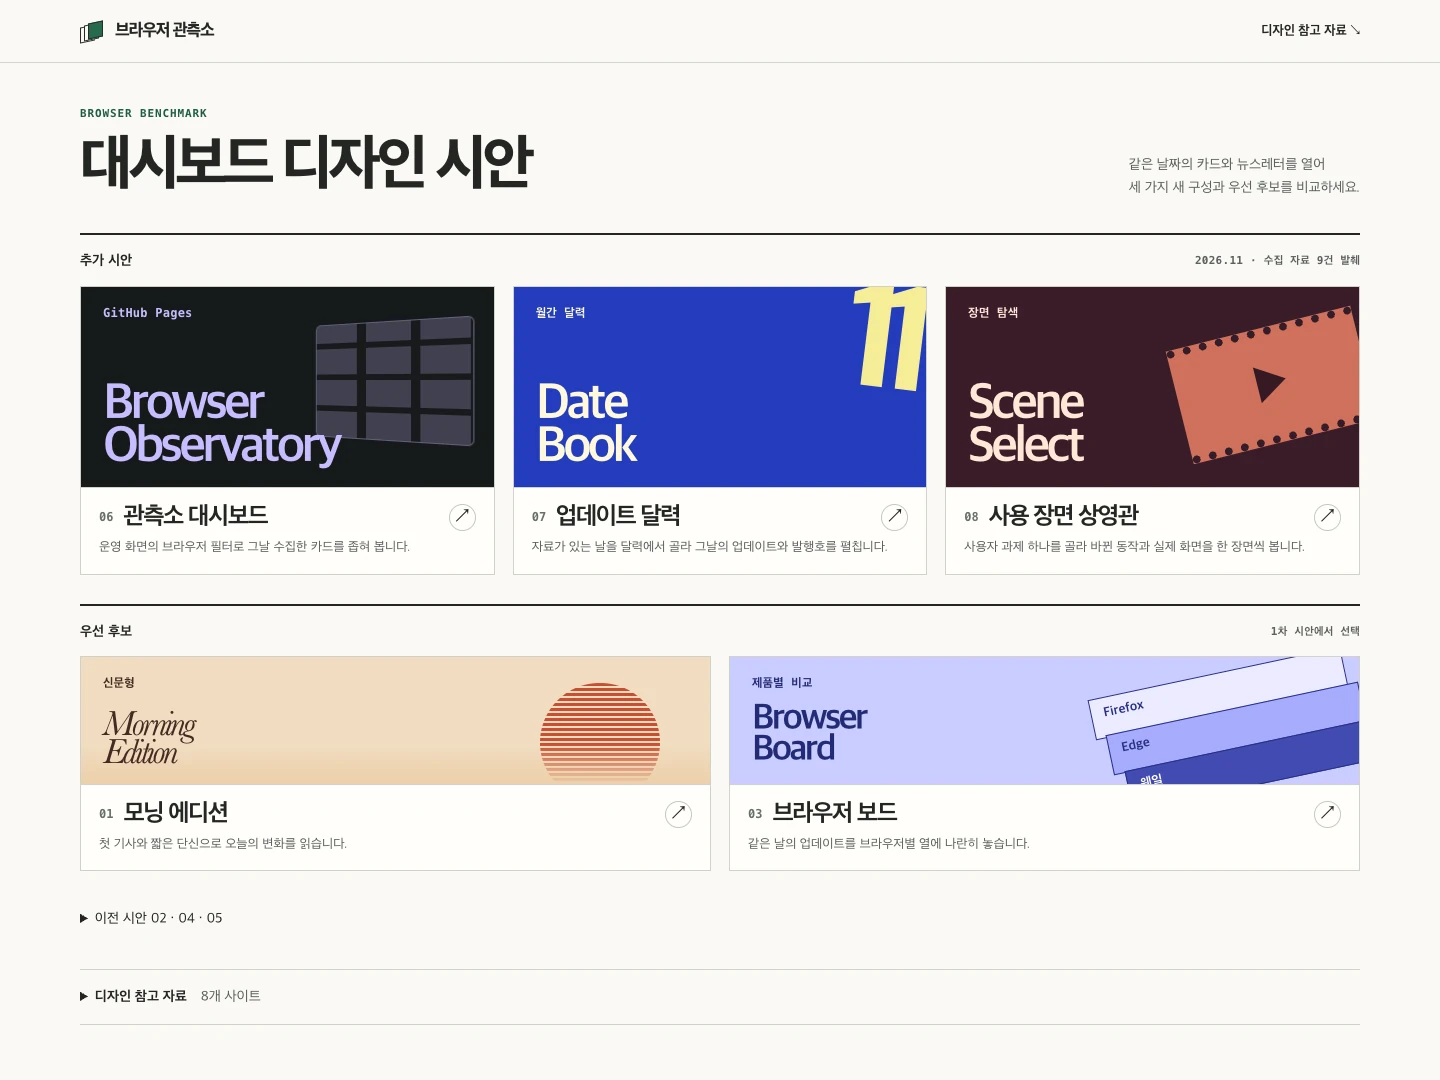 브라우저 관측소
디자인 참고 자료 ↘
BROWSER BENCHMARK
대시보드 디자인 시안
같은 날짜의 카드와 뉴스레터를 열어
세 가지 새 구성과 우선 후보를 비교하세요.
추가 시안
2026.11 · 수집 자료 9건 발췌
GitHub Pages
Browser
Observatory
06 관측소 대시보드 ↗
운영 화면의 브라우저 필터로 그날 수집한 카드를 좁혀 봅니다.
월간 달력
11
Date
Book
07 업데이트 달력 ↗
자료가 있는 날을 달력에서 골라 그날의 업데이트와 발행호를 펼칩니다.
장면 탐색
Scene
Select
08 사용 장면 상영관 ↗
사용자 과제 하나를 골라 바뀐 동작과 실제 화면을 한 장면씩 봅니다.
우선 후보
1차 시안에서 선택
신문형
Morning
Edition
01 모닝 에디션 ↗
첫 기사와 짧은 단신으로 오늘의 변화를 읽습니다.
제품별 비교
Browser
Board
Firefox
Edge
웨일
03 브라우저 보드 ↗
같은 날의 업데이트를 브라우저별 열에 나란히 놓습니다.
▶ 이전 시안 02 · 04 · 05
▶ 디자인 참고 자료 8개 사이트